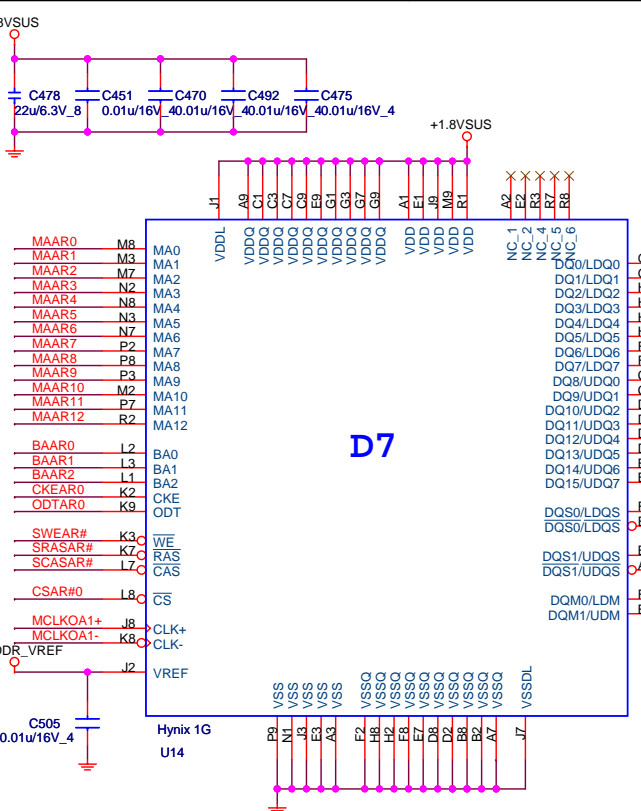 8VSUS
C478
22u/6.3V_8
C451
0.01u/16V_4
C470
0.01u/16V_4
C492
0.01u/16V_4
C475
0.01u/16V_4
+1.8VSUS
J1 A9 C1 C3 C7 C9 E9 G1 G3 G7 G9 A1 E1 J9 M9 R1 A2 E2 R3 R7 R8
VDDL VDDQ VDDQ VDDQ VDDQ VDDQ VDDQ VDDQ VDDQ VDDQ VDDQ VDD VDD VDD VDD VDD NC_1 NC_2 NC_4 NC_5 NC_6
MAAR0 M8 MA0
MAAR1 M3 MA1
MAAR2 M7 MA2
MAAR3 N2 MA3
MAAR4 N8 MA4
MAAR5 N3 MA5
MAAR6 N7 MA6
MAAR7 P2 MA7
MAAR8 P8 MA8
MAAR9 P3 MA9
MAAR10 M2 MA10
MAAR11 P7 MA11
MAAR12 R2 MA12
BAAR0 L2 BA0
BAAR1 L3 BA1
BAAR2 L1 BA2
CKEAR0 K2 CKE
ODTAR0 K9 ODT
SWEAR# K3 WE
SRASAR# K7 RAS
SCASAR# L7 CAS
CSAR#0 L8 CS
MCLKOA1+ J8 CLK+
MCLKOA1- K8 CLK-
DDR_VREF J2 VREF
D7
DQ0/LDQ0
DQ1/LDQ1
DQ2/LDQ2
DQ3/LDQ3
DQ4/LDQ4
DQ5/LDQ5
DQ6/LDQ6
DQ7/LDQ7
DQ8/UDQ0
DQ9/UDQ1
DQ10/UDQ2
DQ11/UDQ3
DQ12/UDQ4
DQ13/UDQ5
DQ14/UDQ6
DQ15/UDQ7
DQS0/LDQS
DQS0/LDQS
DQS1/UDQS
DQS1/UDQS
DQM0/LDM
DQM1/UDM
VSS VSS VSS VSS VSS VSSQ VSSQ VSSQ VSSQ VSSQ VSSQ VSSQ VSSQ VSSQ VSSQ VSSDL
P9 N1 J3 E3 A3 F2 H8 H2 F8 E7 D8 D2 B8 B2 A7 J7
C505
0.01u/16V_4
Hynix 1G
U14